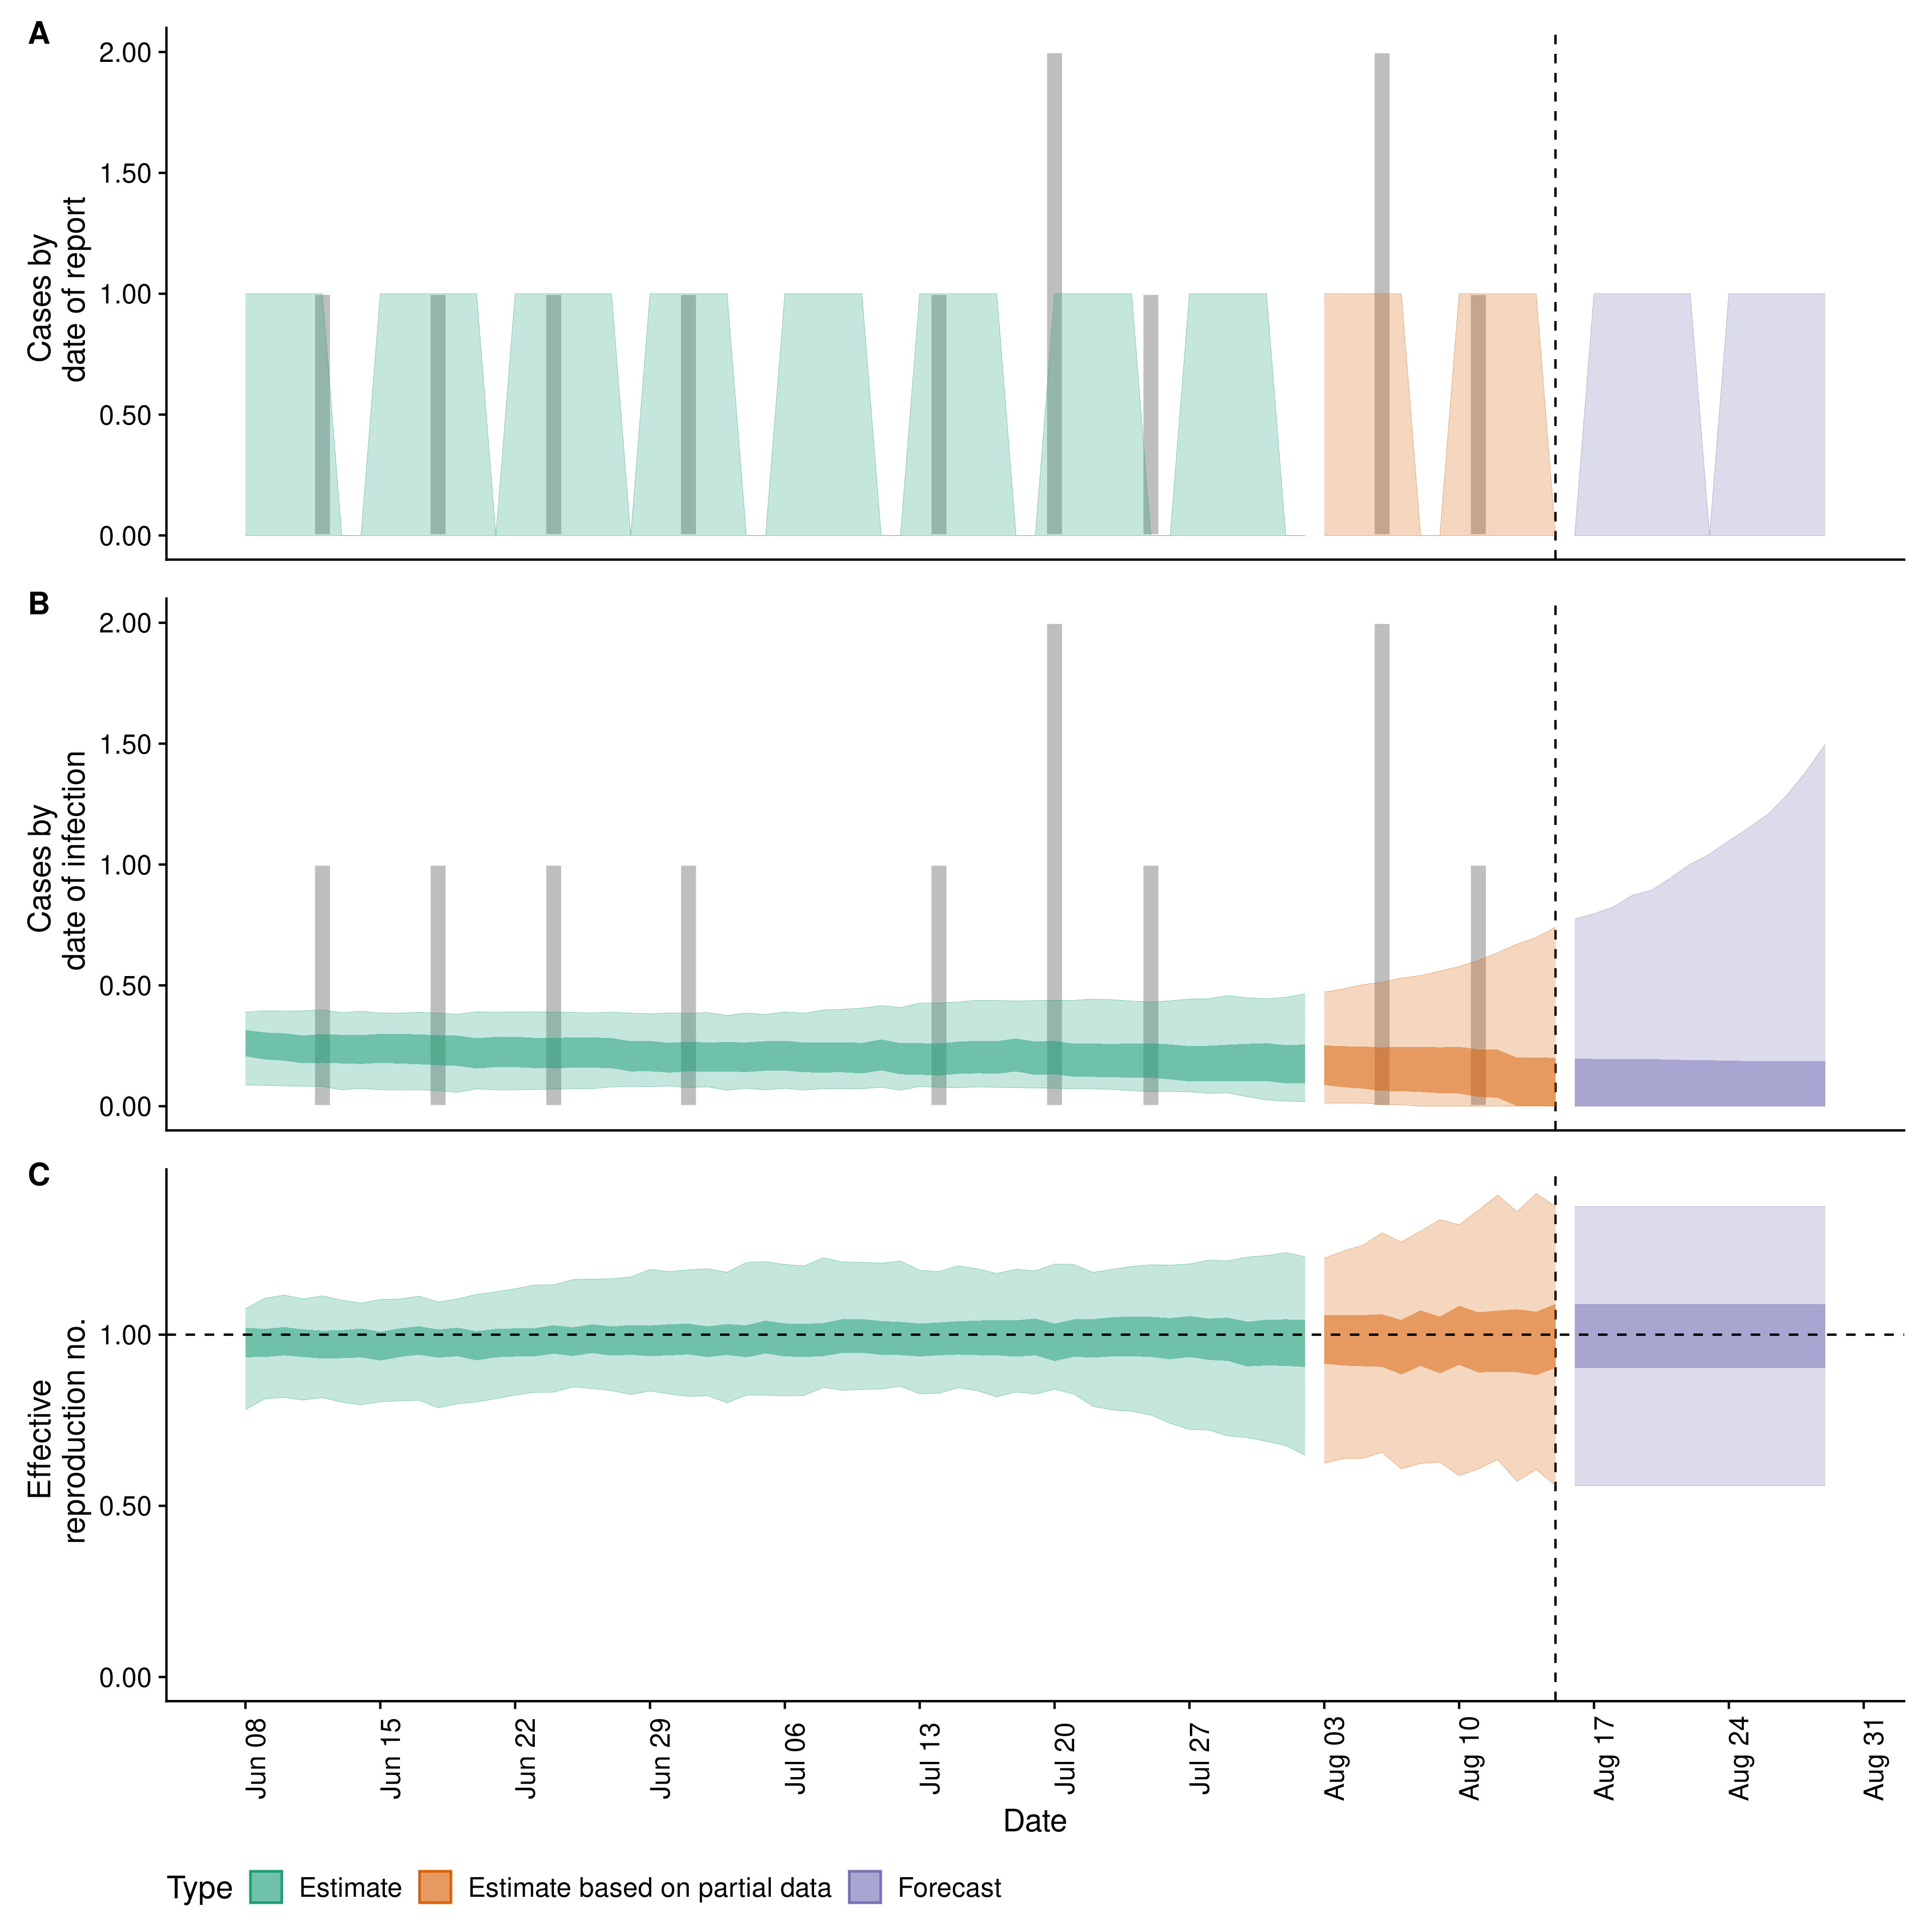 A
2.00
1.50
1.00
0.50
0.00
Cases by
date of report
B
2.00
1.50
1.00
0.50
0.00
Cases by
date of infection
C
1.00
0.50
0.00
Effective
reproduction no.
Jun 08
Jun 15
Jun 22
Jun 29
Jul 06
Jul 13
Jul 20
Jul 27
Aug 03
Aug 10
Aug 17
Aug 24
Aug 31
Date
Type Estimate Estimate based on partial data Forecast